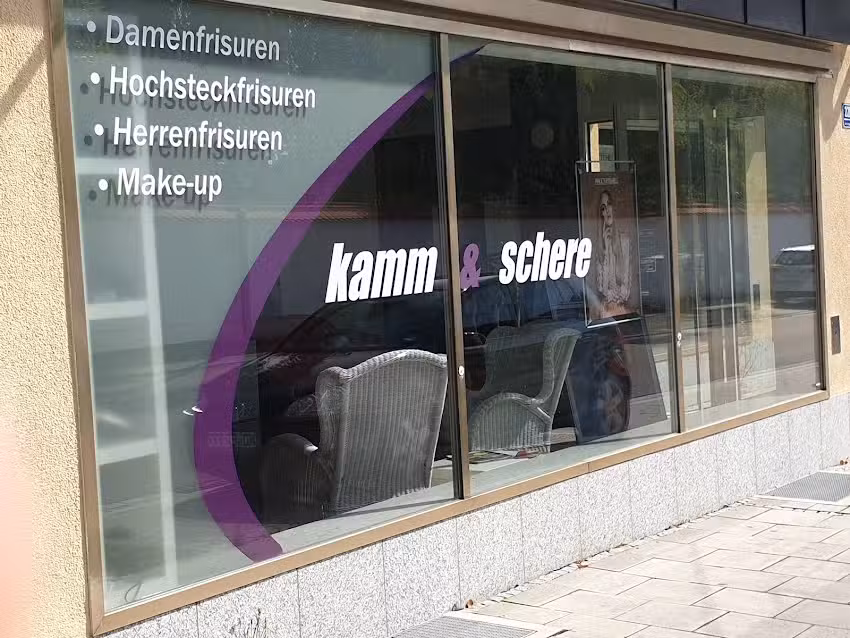 • Damenfrisuren
• Hochsteckfrisuren
• Herrenfrisuren
• Make-up
kamm & schere